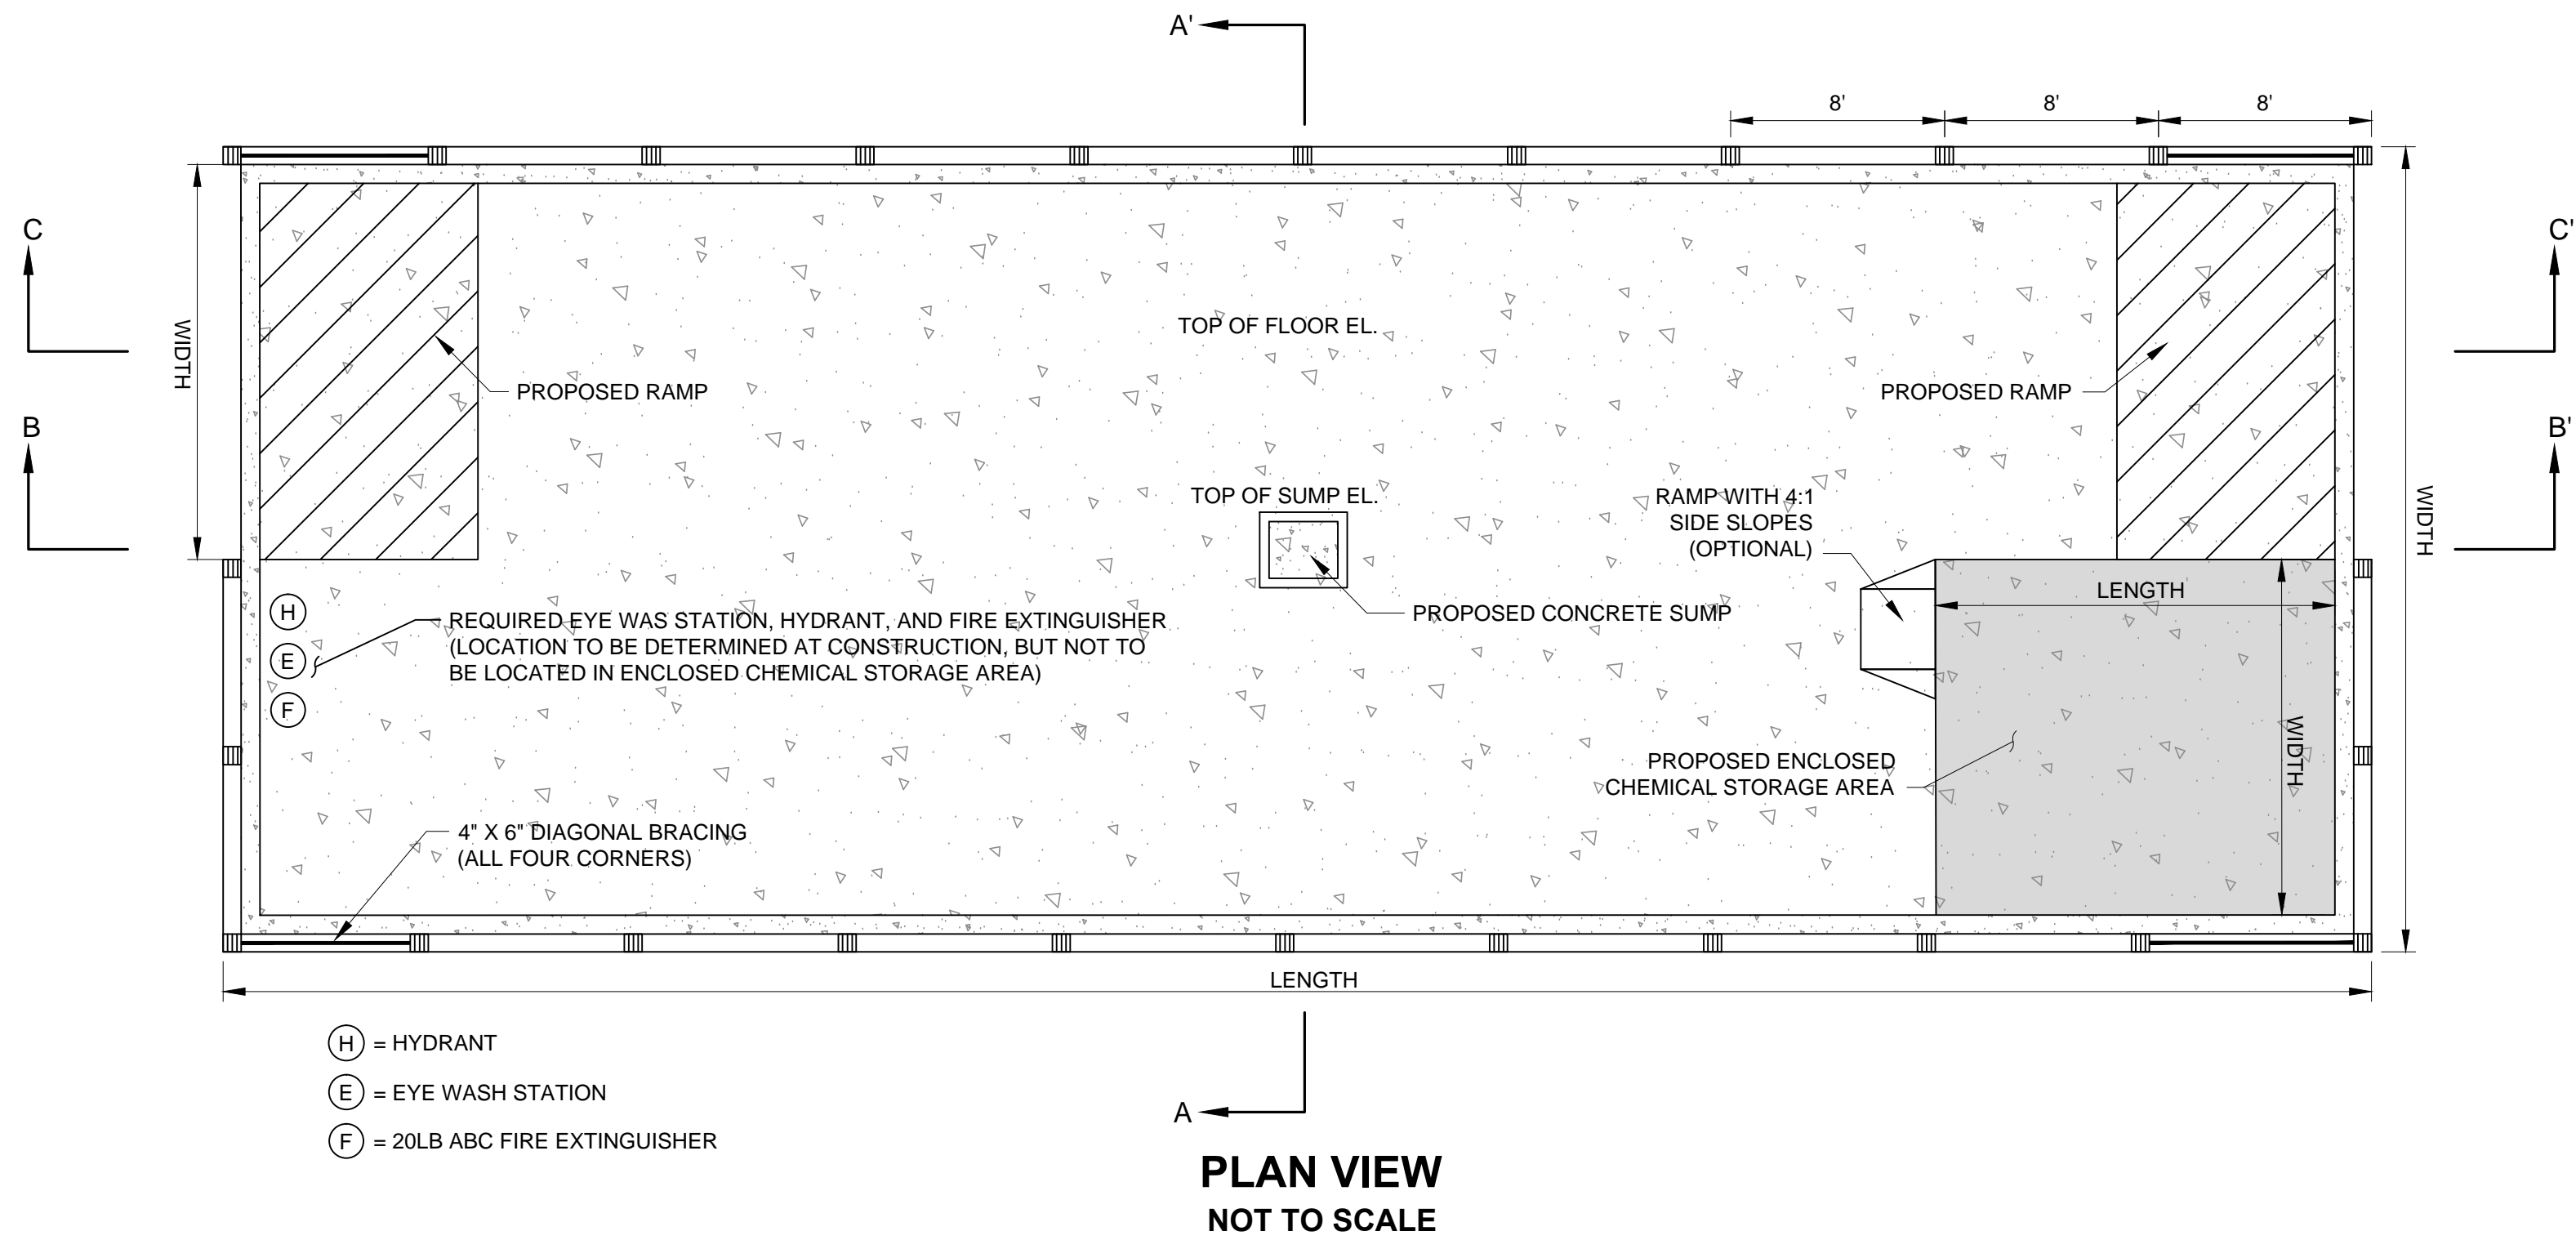 A'
8' 8' 8'
C
C'
WIDTH
TOP OF FLOOR EL.
PROPOSED RAMP
PROPOSED RAMP
B
B'
TOP OF SUMP EL.
RAMP WITH 4:1
SIDE SLOPES
(OPTIONAL)
WIDTH
LENGTH
PROPOSED CONCRETE SUMP
H
E
F
REQUIRED EYE WAS STATION, HYDRANT, AND FIRE EXTINGUISHER
(LOCATION TO BE DETERMINED AT CONSTRUCTION, BUT NOT TO
BE LOCATED IN ENCLOSED CHEMICAL STORAGE AREA)
WIDTH
PROPOSED ENCLOSED
CHEMICAL STORAGE AREA
4" X 6" DIAGONAL BRACING
(ALL FOUR CORNERS)
LENGTH
H = HYDRANT
E = EYE WASH STATION
F = 20LB ABC FIRE EXTINGUISHER
A
PLAN VIEW
NOT TO SCALE